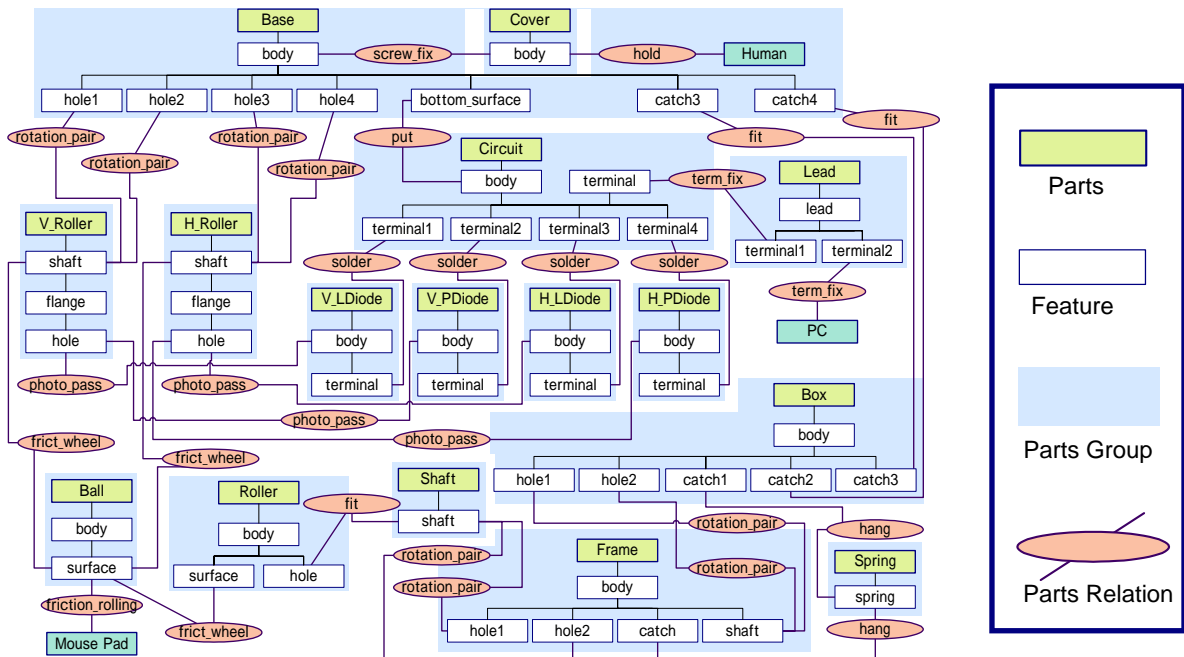 Base
Cover
body
screw_fix
body
hold
Human
hole1
hole2
hole3
hole4
bottom_surface
catch3
catch4
rotation_pair
rotation_pair
rotation_pair
rotation_pair
put
fit
fit
Circuit
body
terminal
term_fix
Lead
lead
terminal1
terminal2
terminal3
terminal4
terminal1
terminal2
V_Roller
H_Roller
shaft
shaft
solder
solder
solder
solder
term_fix
flange
flange
V_LDiode
V_PDiode
H_LDiode
H_PDiode
PC
hole
hole
body
body
body
body
photo_pass
photo_pass
terminal
terminal
terminal
terminal
photo_pass
photo_pass
Box
body
frict_wheel
frict_wheel
hole1
hole2
catch1
catch2
catch3
Ball
Roller
fit
Shaft
body
body
shaft
rotation_pair
hang
surface
surface
hole
rotation_pair
rotation_pair
Frame
body
rotation_pair
Spring
spring
friction_rolling
frict_wheel
hole1
hole2
catch
shaft
hang
Mouse Pad
Parts
Feature
Parts Group
Parts Relation